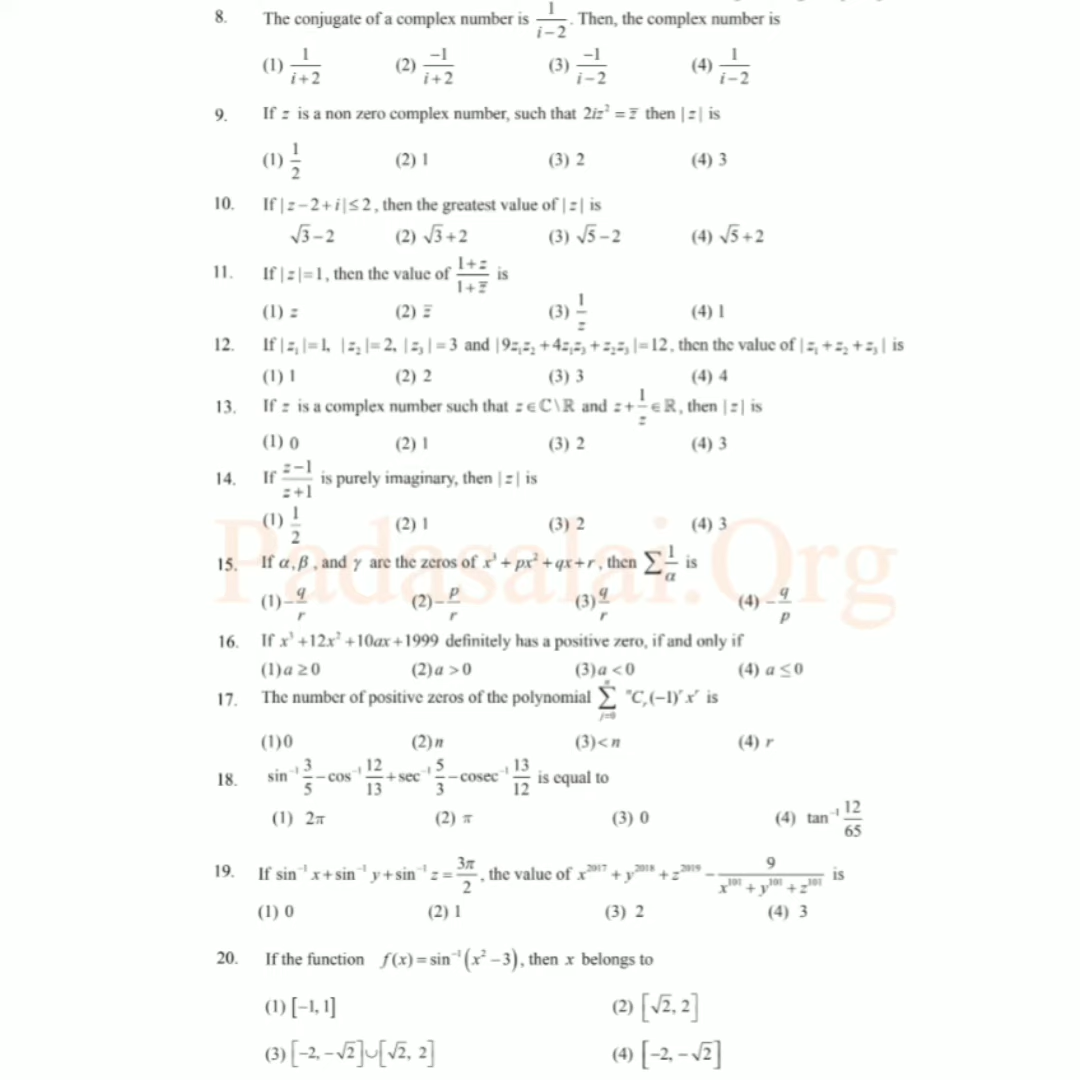 8. The conjugate of a complex number is 1/(i−2). Then, the complex number is
(1) 1/(i+2) (2) −1/(i+2) (3) −1/(i−2) (4) 1/(i−2)
9. If z is a non zero complex number, such that 2iz² = z̅ then |z| is
(1) 1/2 (2) 1 (3) 2 (4) 3
10. If |z−2+i| ≤ 2, then the greatest value of |z| is
√3−2 (2) √3+2 (3) √5−2 (4) √5+2
11. If |z|=1, then the value of (1+z)/(1+z̅) is
(1) z (2) z̅ (3) 1/z (4) 1
12. If |z₁|=1, |z₂|=2, |z₃|=3 and |9z₁z₂+4z₁z₃+z₂z₃|=12, then the value of |z₁+z₂+z₃| is
(1) 1 (2) 2 (3) 3 (4) 4
13. If z is a complex number such that z∈ℂ\ℝ and z+1/z∈ℝ, then |z| is
(1) 0 (2) 1 (3) 2 (4) 3
14. If (z−1)/(z+1) is purely imaginary, then |z| is
(1) 1/2 (2) 1 (3) 2 (4) 3
Padasalai.Org
15. If α, β, and γ are the zeros of x³+px²+qx+r, then Σ1/α is
(1) −q/r (2) −p/r (3) q/r (4) −q/p
16. If x³+12x²+10ax+1999 definitely has a positive zero, if and only if
(1) a ≥ 0 (2) a > 0 (3) a < 0 (4) a ≤ 0
17. The number of positive zeros of the polynomial Σ_{j=0}^{n} ⁿCᵣ(−1)ʳxʳ is
(1) 0 (2) n (3) < n (4) r
18. sin⁻¹ 3/5 − cos⁻¹ 12/13 + sec⁻¹ 5/3 − cosec⁻¹ 13/12 is equal to
(1) 2π (2) π (3) 0 (4) tan⁻¹ 12/65
19. If sin⁻¹x+sin⁻¹y+sin⁻¹z = 3π/2, the value of x²⁰¹⁷+y²⁰¹⁸+z²⁰¹⁹ − 9/(x¹⁰¹+y¹⁰¹+z¹⁰¹) is
(1) 0 (2) 1 (3) 2 (4) 3
20. If the function f(x)=sin⁻¹(x²−3), then x belongs to
(1) [−1, 1] (2) [√2, 2]
(3) [−2, −√2]∪[√2, 2] (4) [−2, −√2]